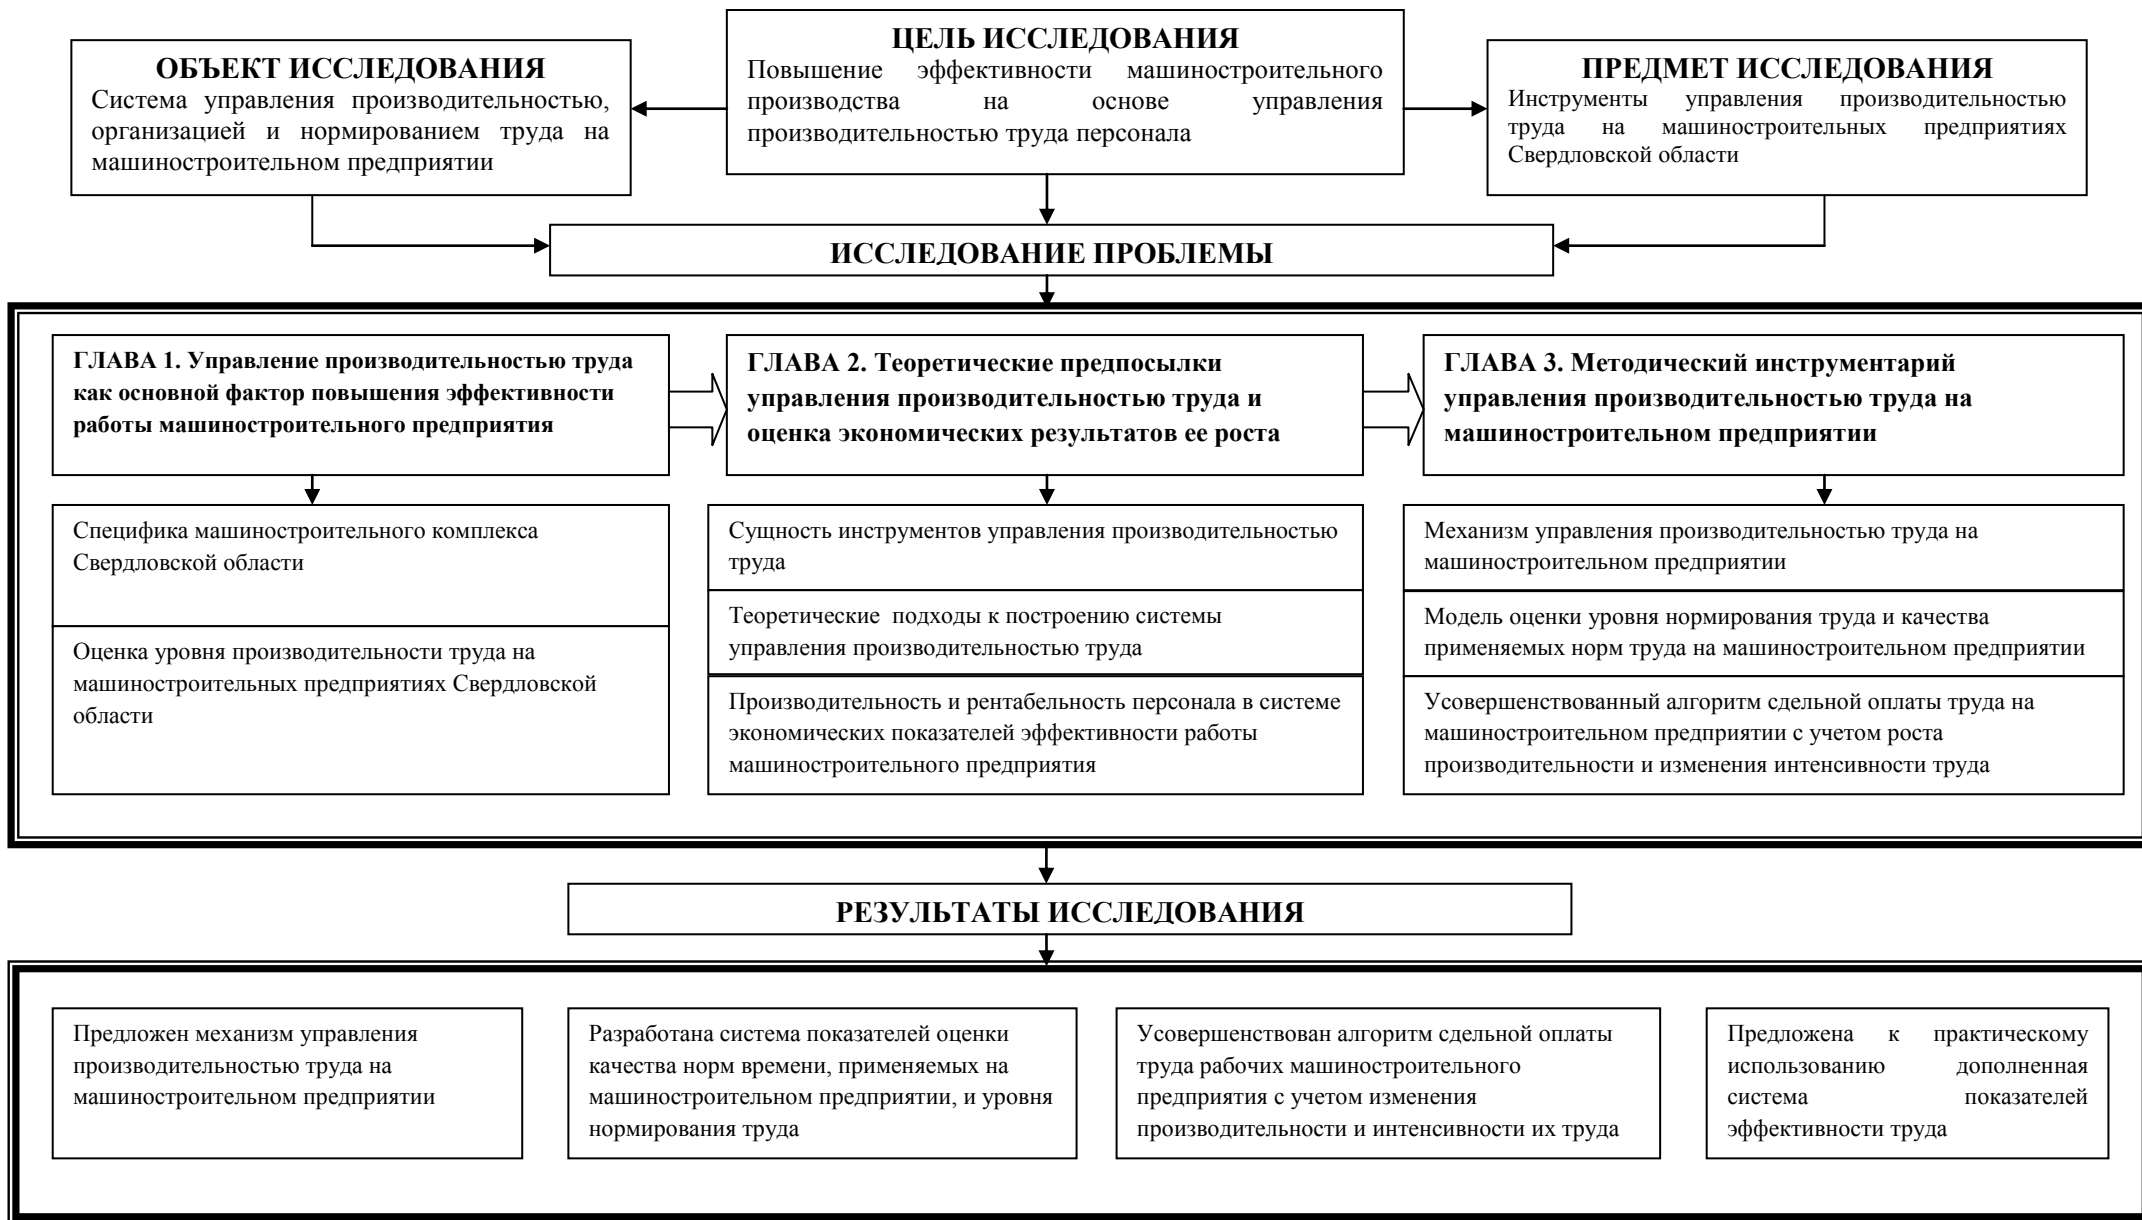 ОБЪЕКТ ИССЛЕДОВАНИЯ
Система управления производительностью,
организацией и нормированием труда на
машиностроительном предприятии
ЦЕЛЬ ИССЛЕДОВАНИЯ
Повышение эффективности машиностроительного
производства на основе управления
производительностью труда персонала
ПРЕДМЕТ ИССЛЕДОВАНИЯ
Инструменты управления производительностью
труда на машиностроительных предприятиях
Свердловской области
ИССЛЕДОВАНИЕ ПРОБЛЕМЫ
ГЛАВА 1. Управление производительностью труда
как основной фактор повышения эффективности
работы машиностроительного предприятия
Специфика машиностроительного комплекса
Свердловской области
Оценка уровня производительности труда на
машиностроительных предприятиях Свердловской
области
ГЛАВА 2. Теоретические предпосылки
управления производительностью труда и
оценка экономических результатов ее роста
Сущность инструментов управления производительностью
труда
Теоретические подходы к построению системы
управления производительностью труда
Производительность и рентабельность персонала в системе
экономических показателей эффективности работы
машиностроительного предприятия
ГЛАВА 3. Методический инструментарий
управления производительностью труда на
машиностроительном предприятии
Механизм управления производительностью труда на
машиностроительном предприятии
Модель оценки уровня нормирования труда и качества
применяемых норм труда на машиностроительном предприятии
Усовершенствованный алгоритм сдельной оплаты труда на
машиностроительном предприятии с учетом роста
производительности и изменения интенсивности труда
РЕЗУЛЬТАТЫ ИССЛЕДОВАНИЯ
Предложен механизм управления
производительностью труда на
машиностроительном предприятии
Разработана система показателей оценки
качества норм времени, применяемых на
машиностроительном предприятии, и уровня
нормирования труда
Усовершенствован алгоритм сдельной оплаты
труда рабочих машиностроительного
предприятия с учетом изменения
производительности и интенсивности их труда
Предложена к практическому
использованию дополненная
система показателей
эффективности труда